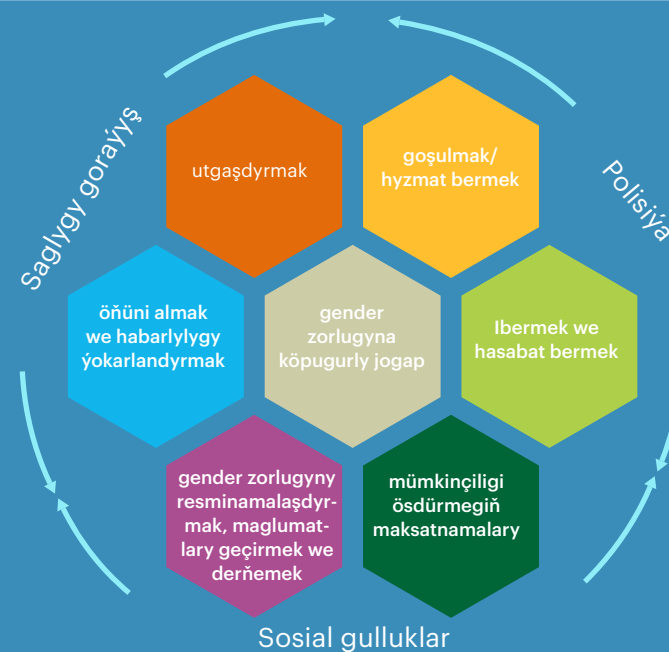 Saglygy goraýyş
Polisiýa
utgaşdyrmak
goşulmak/
hyzmat bermek
öňüni almak
we habarlylygy
ýokarlandyrmak
gender
zorlugyna
köpugurly jogap
Ibermek we
hasabat bermek
gender zorlugyny
resminamalaşdyr-
mak, maglumat-
lary geçirmek we
derňemek
mümkinçiligi
ösdürmegiň
maksatnamalary
Sosial gulluklar